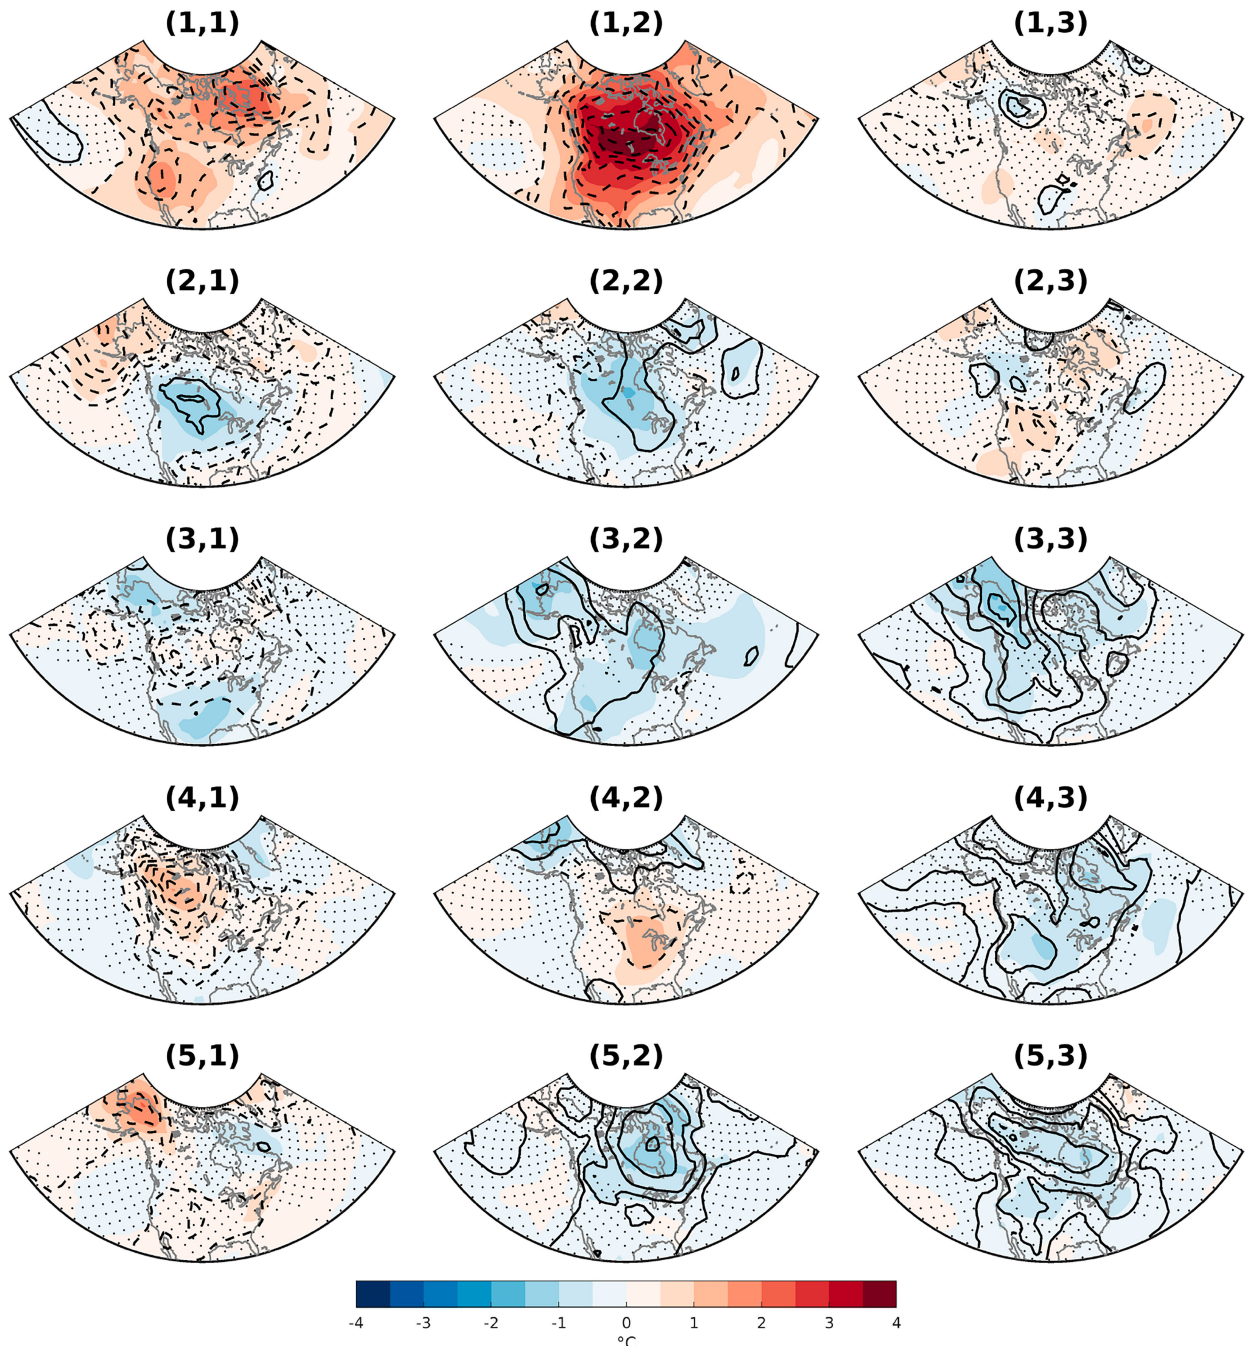 (1,1) (1,2) (1,3)
(2,1) (2,2) (2,3)
(3,1) (3,2) (3,3)
(4,1) (4,2) (4,3)
(5,1) (5,2) (5,3)
-4 -3 -2 -1 0 1 2 3 4
°C